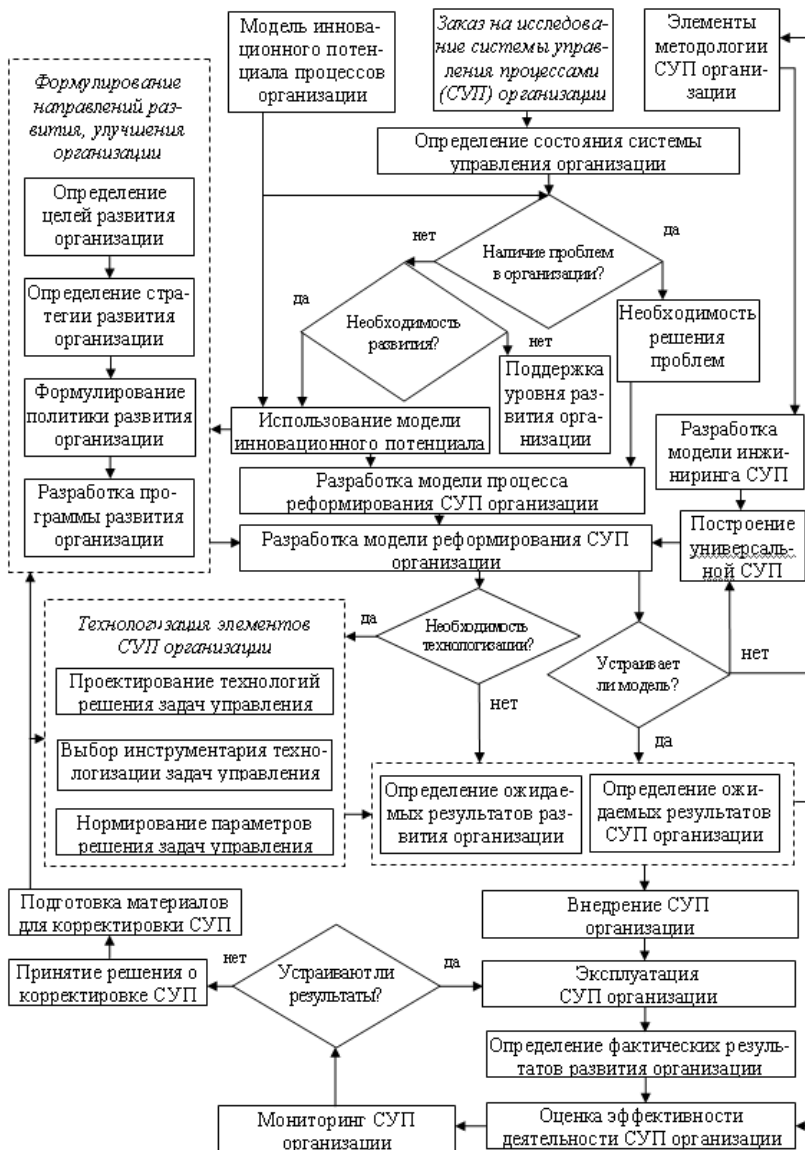 Модель иннова-
ционного потен-
циала процессов
организации
Заказ на исследова-
ние системы управ-
ления процессами
(СУП) организации
Элементы
методологии
СУП органи-
зации
Формулирование
направлений раз-
вития, улучшения
организации
Определение
целей развития
организации
Определение стра-
тегии развития
организации
Формулирование
политики развития
организации
Разработка про-
граммы развития
организации
Определение состояния системы
управления организации
нет
да
Наличие проблем
в организации?
да
Необходимость
развития?
нет
Необходимость
решения
проблем
Поддержка
уровня раз-
вития орга-
низации
Использование модели
инновационного потенциала
Разработка
модели инжи-
ниринга СУП
Разработка модели процесса
реформирования СУП организации
Разработка модели реформирования СУП
организации
Построение
универсаль-
ной СУП
Технологизация элементов
СУП организации
да
Необходимость
технологизации?
нет
Устраивает
ли модель?
нет
да
Проектирование технологий
решения задач управления
Выбор инструментария техно-
логизации задач управления
Нормирование параметров
решения задач управления
Определение ожидае-
мых результатов раз-
вития организации
Определение ожи-
даемых результатов
СУП организации
Подготовка материалов
для корректировки СУП
Принятие решения о
корректировке СУП
нет
Устраивают ли
результаты?
да
Внедрение СУП
организации
Эксплуатация
СУП организации
Определение фактических резуль-
татов развития организации
Мониторинг СУП
организации
Оценка эффективности
деятельности СУП организации